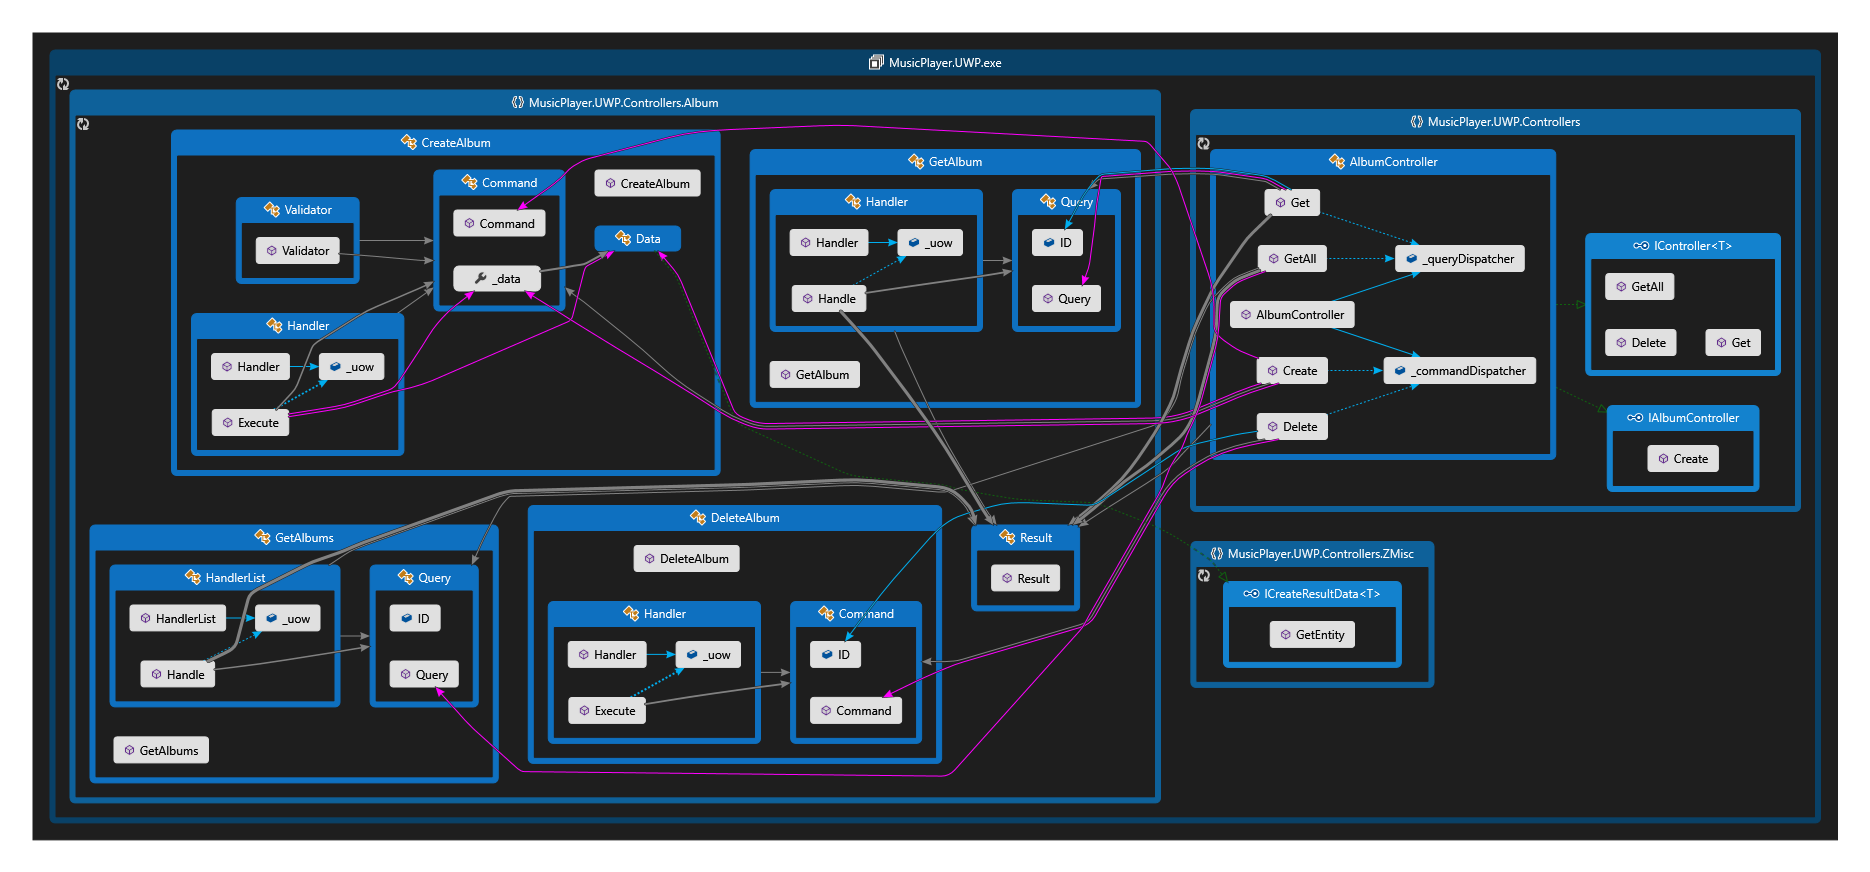 MusicPlayer.UWP.exe
MusicPlayer.UWP.Controllers.Album
CreateAlbum
Validator
Validator
Command
Command
_data
CreateAlbum
Data
Handler
Handler
_uow
Execute
GetAlbum
Handler
Handler
_uow
Handle
Query
ID
Query
GetAlbum
GetAlbums
HandlerList
HandlerList
_uow
Handle
Query
ID
Query
GetAlbums
DeleteAlbum
DeleteAlbum
Handler
Handler
_uow
Execute
Command
ID
Command
Result
Result
MusicPlayer.UWP.Controllers
AlbumController
Get
GetAll
_queryDispatcher
AlbumController
Create
_commandDispatcher
Delete
IController<T>
GetAll
Delete
Get
IAlbumController
Create
MusicPlayer.UWP.Controllers.ZMisc
ICreateResultData<T>
GetEntity